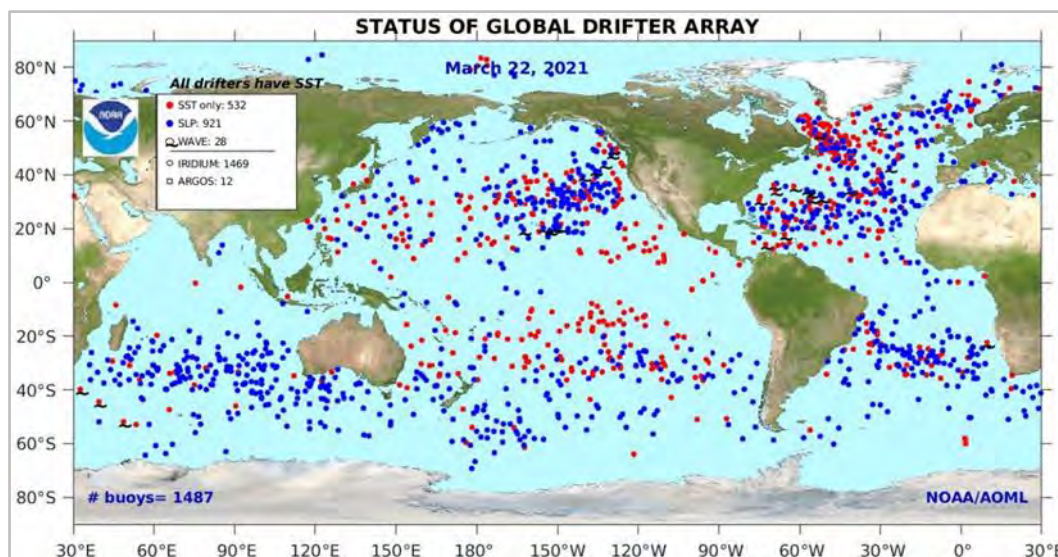 STATUS OF GLOBAL DRIFTER ARRAY
March 22, 2021
All drifters have SST
SST only: 532
SLP: 921
WAVE: 28
IRIDIUM: 1469
ARGOS: 12
NOAA
80°N
60°N
40°N
20°N
0°
20°S
40°S
60°S
80°S
# buoys= 1487
NOAA/AOML
30°E 60°E 90°E 120°E 150°E 180° 150°W 120°W 90°W 60°W 30°W 0° 30°E